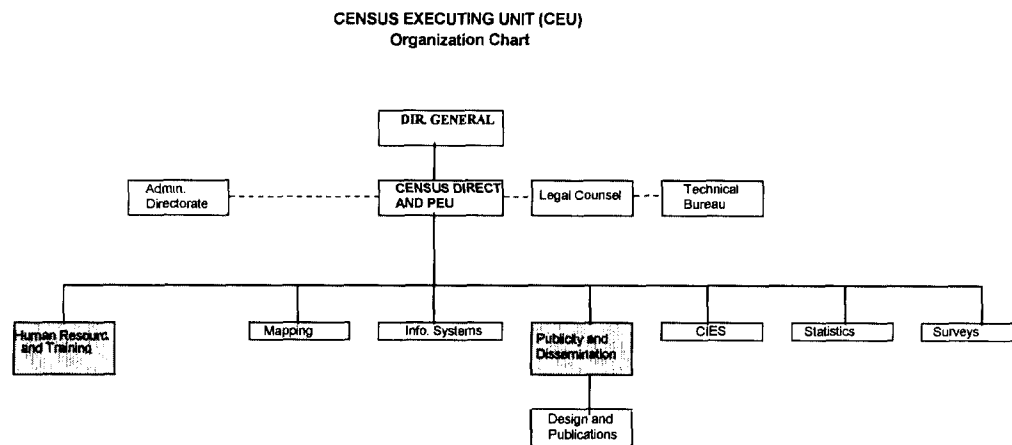 CENSUS EXECUTING UNIT (CEU)
Organization Chart
DIR. GENERAL
Admin.
Directorate
CENSUS DIRECT
AND PEU
Legal Counsel
Technical
Bureau
Human Resourc.
and Training
Mapping
Info. Systems
Publicity and
Dissemination
CIES
Statistics
Surveys
Design and
Publications